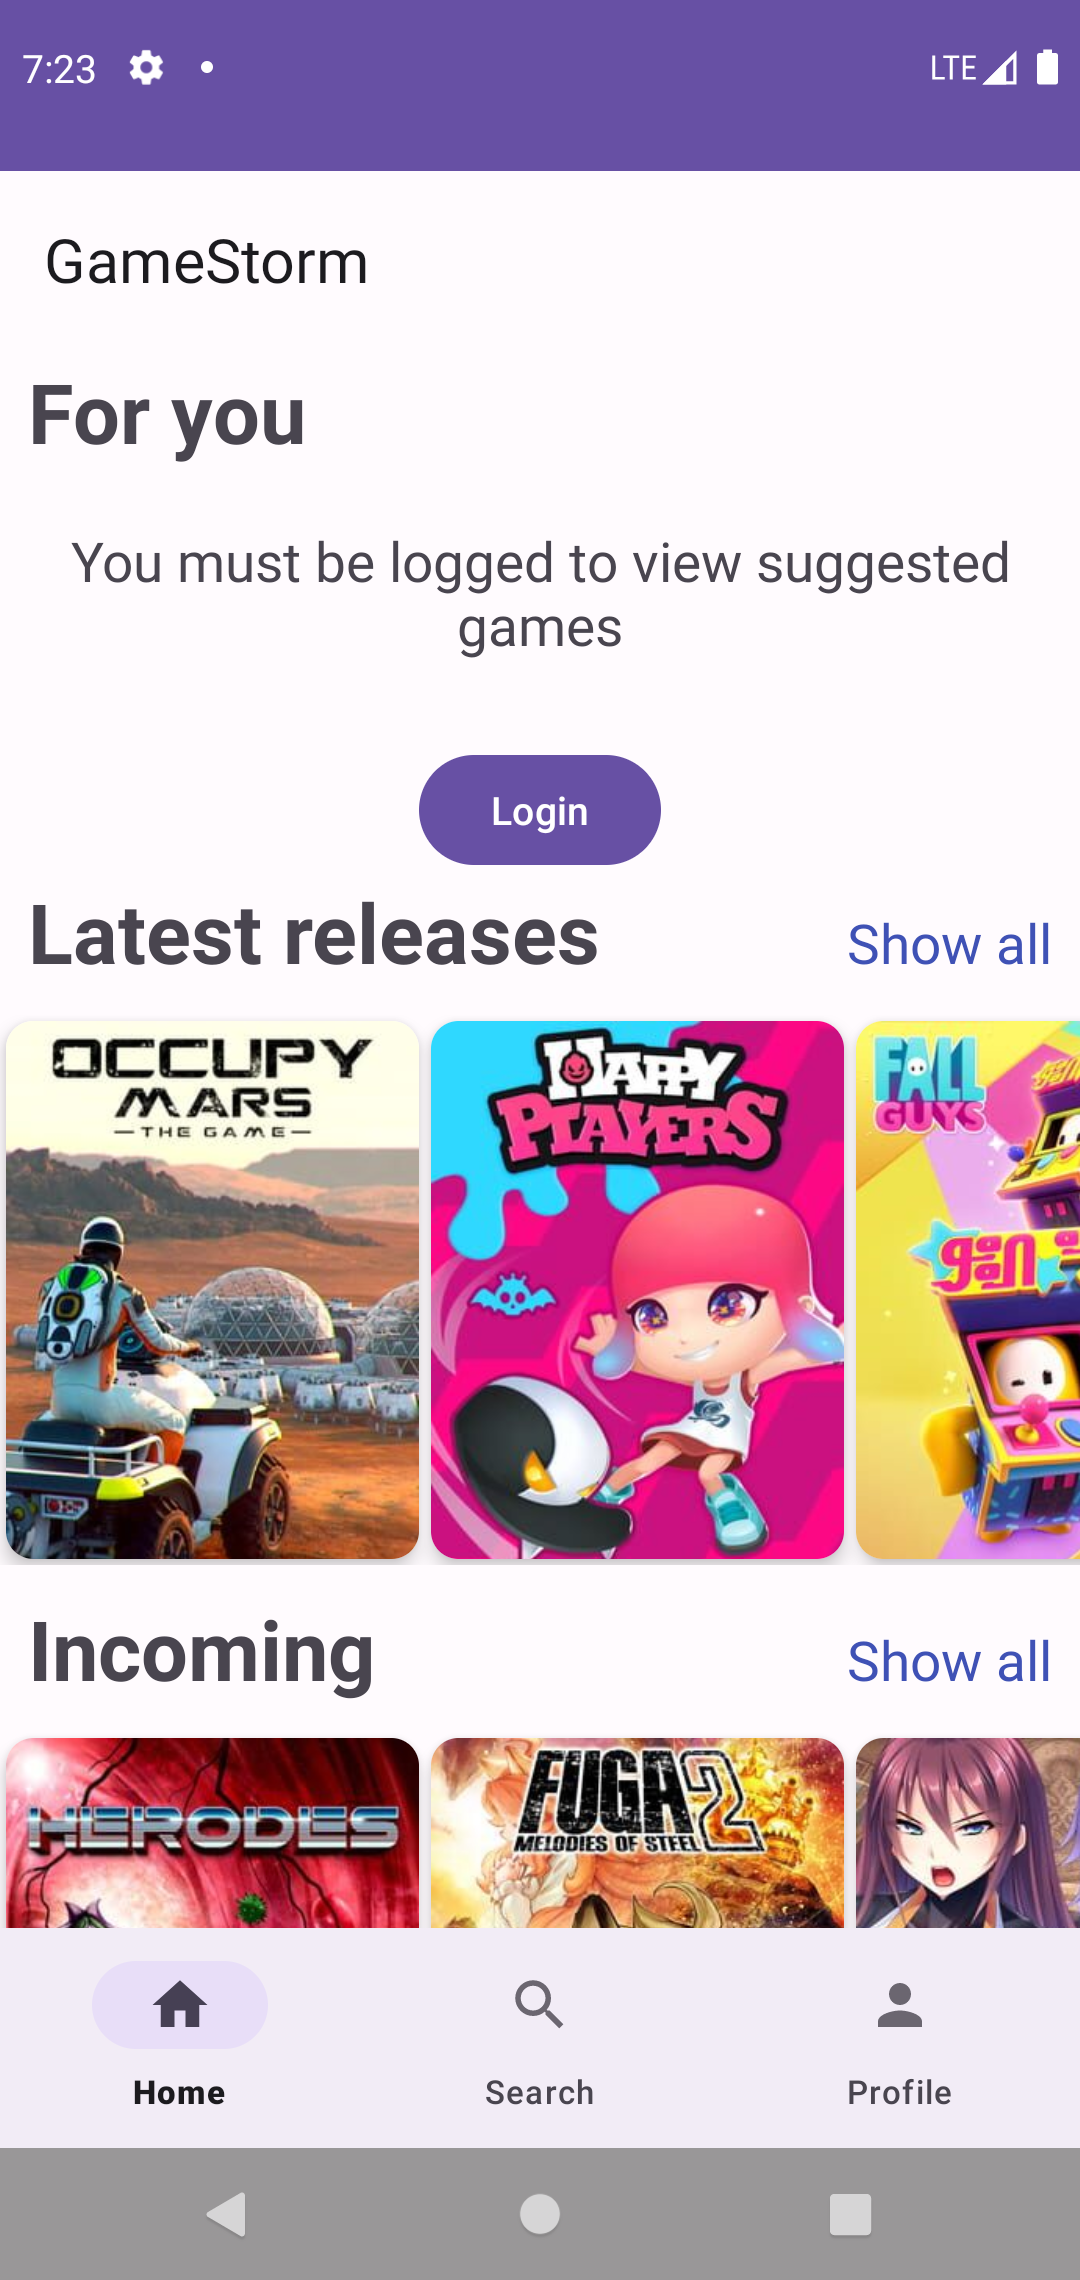 7:23
LTE
GameStorm
For you
You must be logged to view suggested
games
Login
Latest releases
Show all
OCCUPY
MARS
THE GAME
HAPPY
PLAYERS
FALL
GUYS
Incoming
Show all
HERODES
FUGA 2
MELODIES OF STEEL
Home
Search
Profile